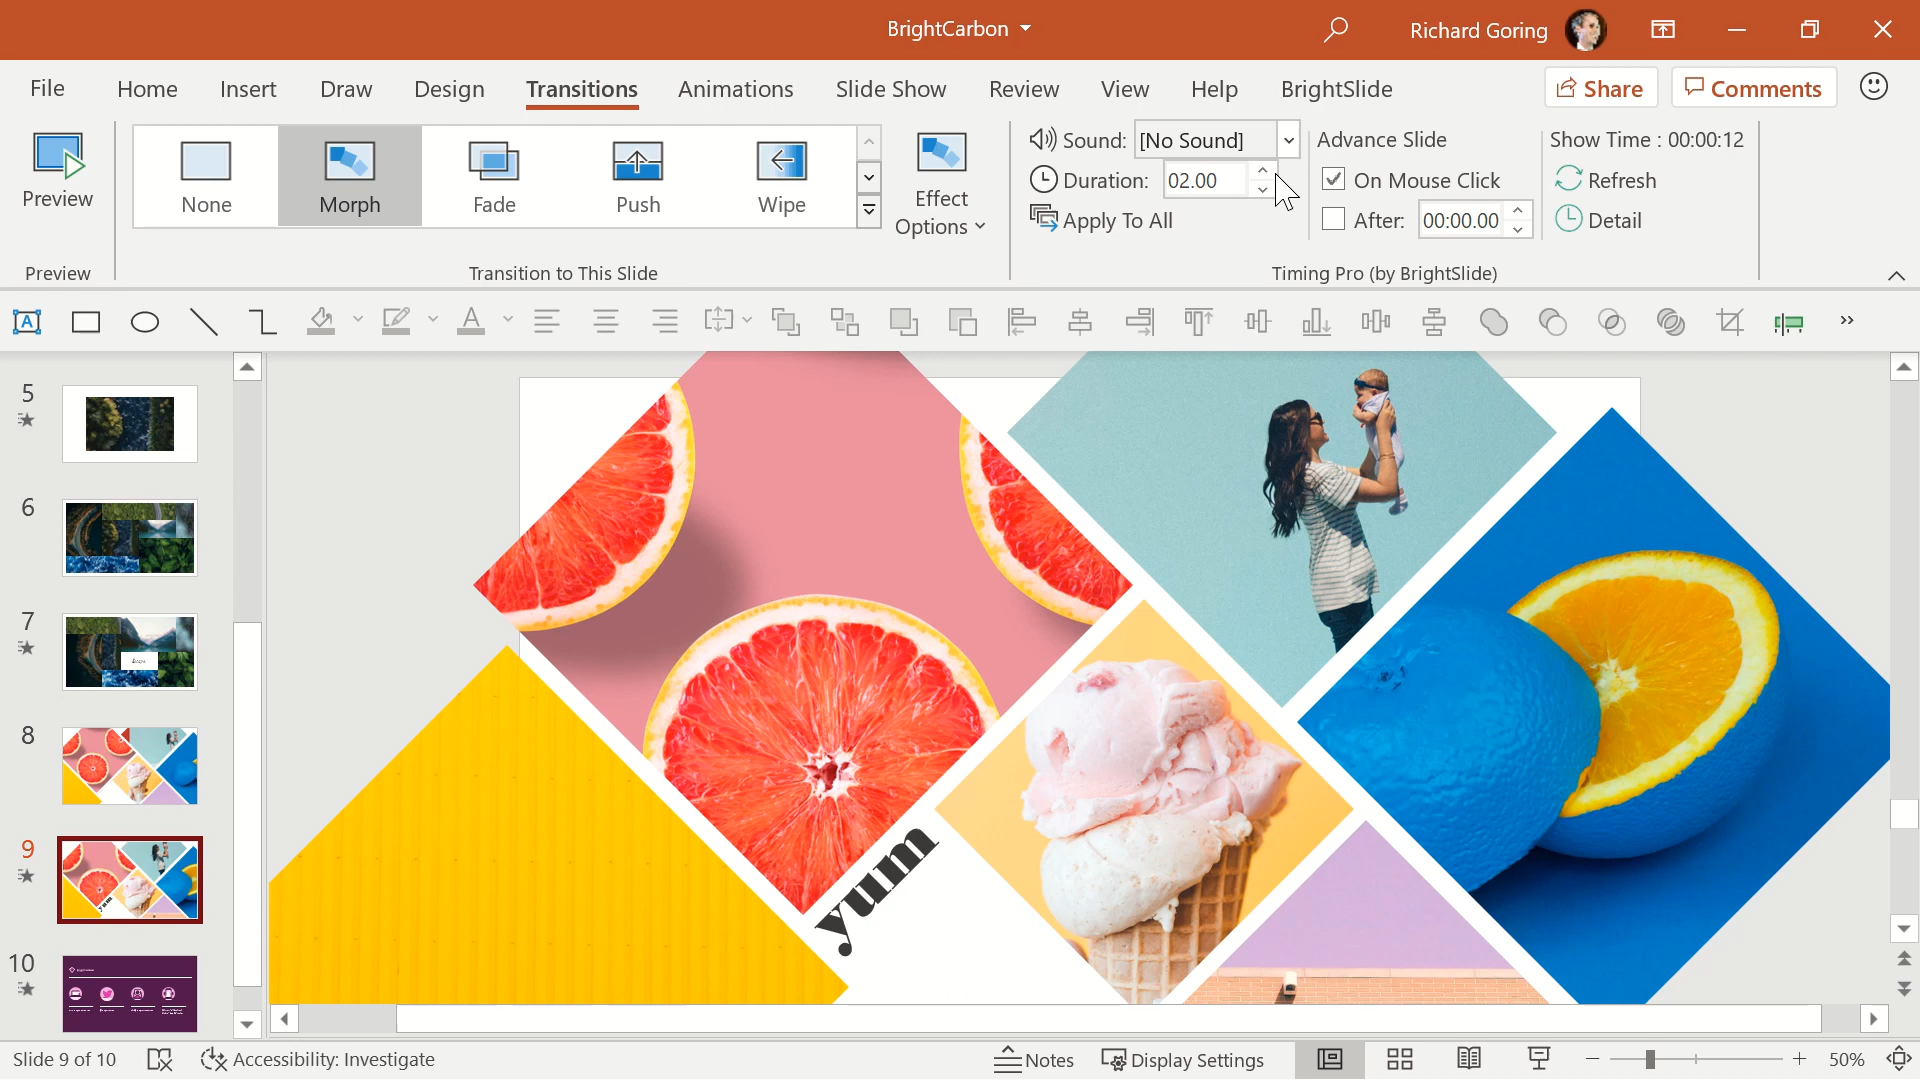 BrightCarbon
Richard Goring
File Home Insert Draw Design Transitions Animations Slide Show Review View Help BrightSlide Share Comments
Preview
None
Morph
Fade
Push
Wipe
Effect
Options
Sound: [No Sound]
Duration: 02.00
Apply To All
Advance Slide
On Mouse Click
After: 00:00.00
Show Time : 00:00:12
Refresh
Detail
Preview
Transition to This Slide
Timing Pro (by BrightSlide)
A
A
5
6
7
8
9
10
yum
yum
Slide 9 of 10 Accessibility: Investigate Notes Display Settings 50%